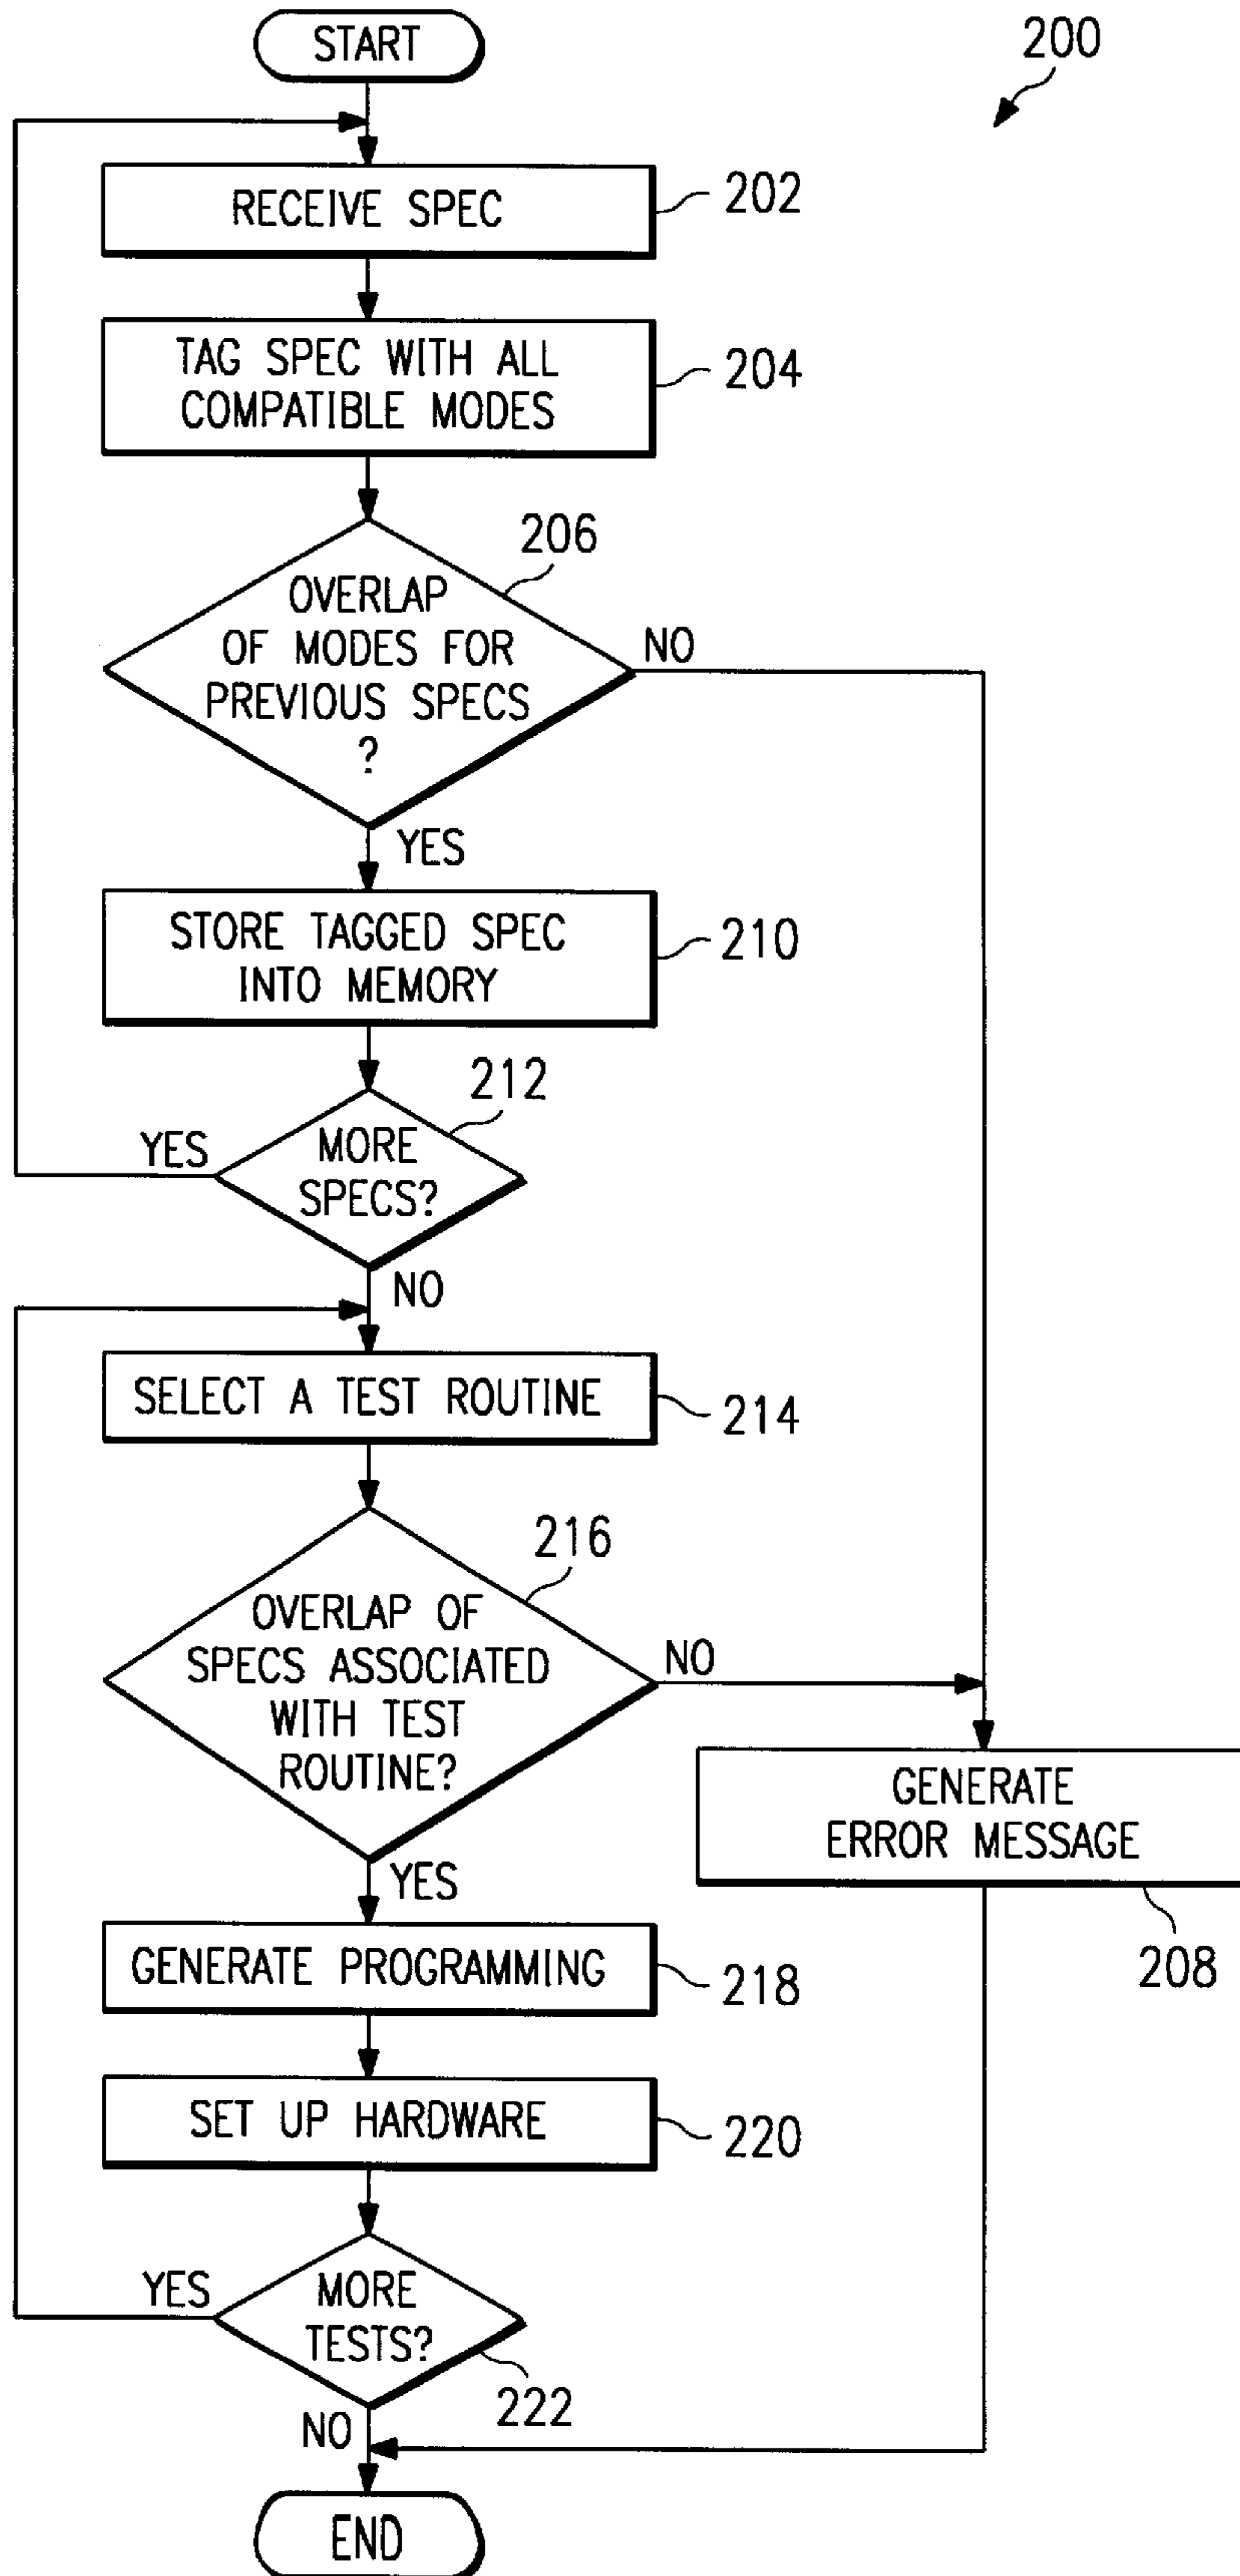 START
200
RECEIVE SPEC
202
TAG SPEC WITH ALL
COMPATIBLE MODES
204
206
OVERLAP
OF MODES FOR
PREVIOUS SPECS
?
NO
YES
STORE TAGGED SPEC
INTO MEMORY
210
212
MORE
SPECS?
YES
NO
SELECT A TEST ROUTINE
214
216
OVERLAP OF
SPECS ASSOCIATED
WITH TEST
ROUTINE?
NO
YES
GENERATE
ERROR MESSAGE
208
GENERATE PROGRAMMING
218
SET UP HARDWARE
220
MORE
TESTS?
YES
222
NO
END